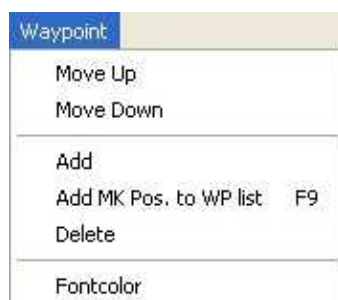 Waypoint
Move Up
Move Down
Add
Add MK Pos. to WP list F9
Delete
Fontcolor